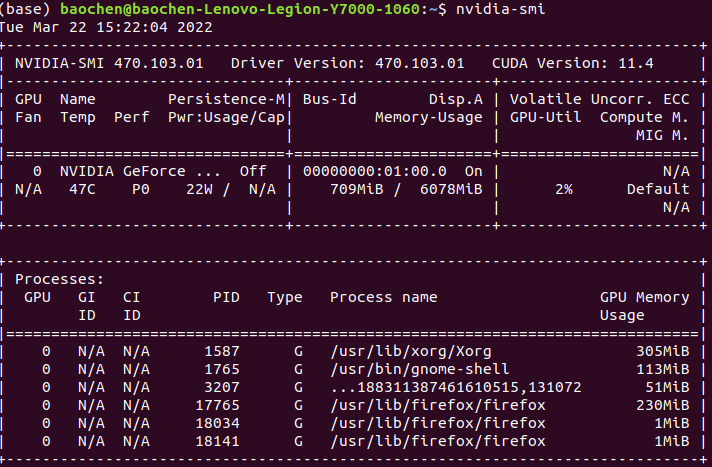 (base) baochen@baochen-Lenovo-Legion-Y7000-1060:~$ nvidia-smi
Tue Mar 22 15:22:04 2022
+-----------------------------------------------------------------------------+
| NVIDIA-SMI 470.103.01   Driver Version: 470.103.01   CUDA Version: 11.4     |
|-------------------------------+----------------------+----------------------+
| GPU  Name        Persistence-M| Bus-Id        Disp.A | Volatile Uncorr. ECC |
| Fan  Temp  Perf  Pwr:Usage/Cap|         Memory-Usage | GPU-Util  Compute M. |
|                               |                      |               MIG M. |
|===============================+======================+======================|
|   0  NVIDIA GeForce ...  Off  | 00000000:01:00.0  On |                  N/A |
| N/A   47C    P0    22W /  N/A |    709MiB /  6078MiB |      2%      Default |
|                               |                      |                  N/A |
+-------------------------------+----------------------+----------------------+

+-----------------------------------------------------------------------------+
| Processes:                                                                  |
|  GPU   GI   CI        PID   Type   Process name                  GPU Memory |
|        ID   ID                                                   Usage      |
|=============================================================================|
|    0   N/A  N/A      1587      G   /usr/lib/xorg/Xorg                305MiB |
|    0   N/A  N/A      1765      G   /usr/bin/gnome-shell              113MiB |
|    0   N/A  N/A      3207      G   ...188311387461610515,131072       51MiB |
|    0   N/A  N/A     17765      G   /usr/lib/firefox/firefox          230MiB |
|    0   N/A  N/A     18034      G   /usr/lib/firefox/firefox            1MiB |
|    0   N/A  N/A     18141      G   /usr/lib/firefox/firefox            1MiB |
+-----------------------------------------------------------------------------+